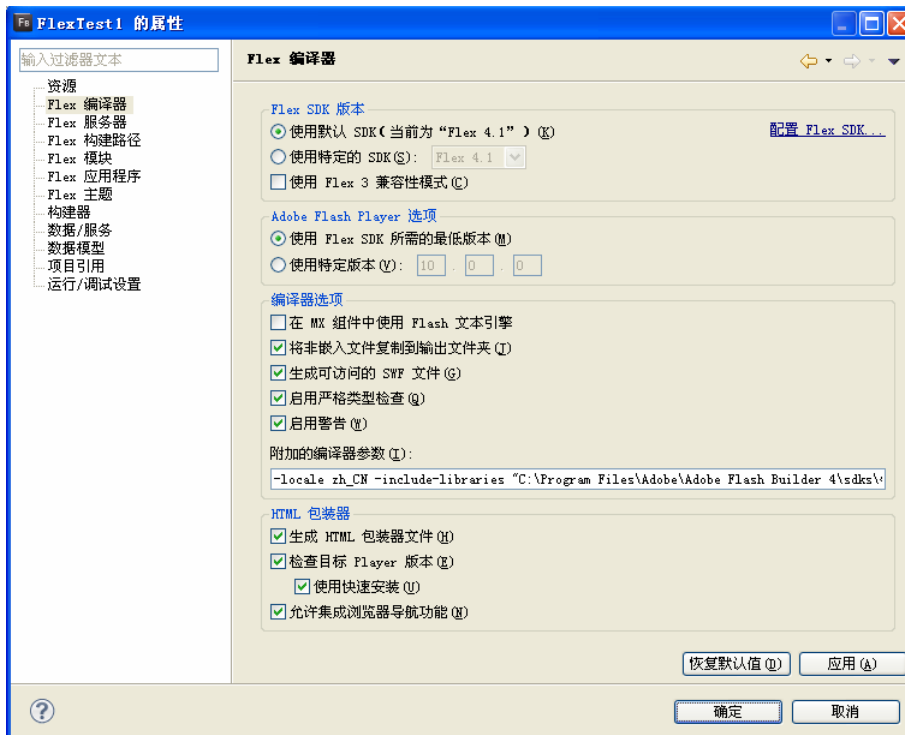 FlexTest1 的属性
输入过滤器文本
资源
Flex 编译器
Flex 服务器
Flex 构建路径
Flex 模块
Flex 应用程序
Flex 主题
构建器
数据/服务
数据模型
项目引用
运行/调试设置
Flex 编译器
Flex SDK 版本
使用默认 SDK(当前为“Flex 4.1”)(K)
配置 Flex SDK...
使用特定的 SDK(S): Flex 4.1
使用 Flex 3 兼容性模式(C)
Adobe Flash Player 选项
使用 Flex SDK 所需的最低版本(M)
使用特定版本(V): 10 . 0 . 0
编译器选项
在 MX 组件中使用 Flash 文本引擎
将非嵌入文件复制到输出文件夹(T)
生成可访问的 SWF 文件(G)
启用严格类型检查(Q)
启用警告(W)
附加的编译器参数(I):
-locale zh_CN -include-libraries "C:\Program Files\Adobe\Adobe Flash Builder 4\sdks\
HTML 包装器
生成 HTML 包装器文件(H)
检查目标 Player 版本(E)
使用快速安装(U)
允许集成浏览器导航功能(N)
恢复默认值(D)
应用(A)
确定
取消